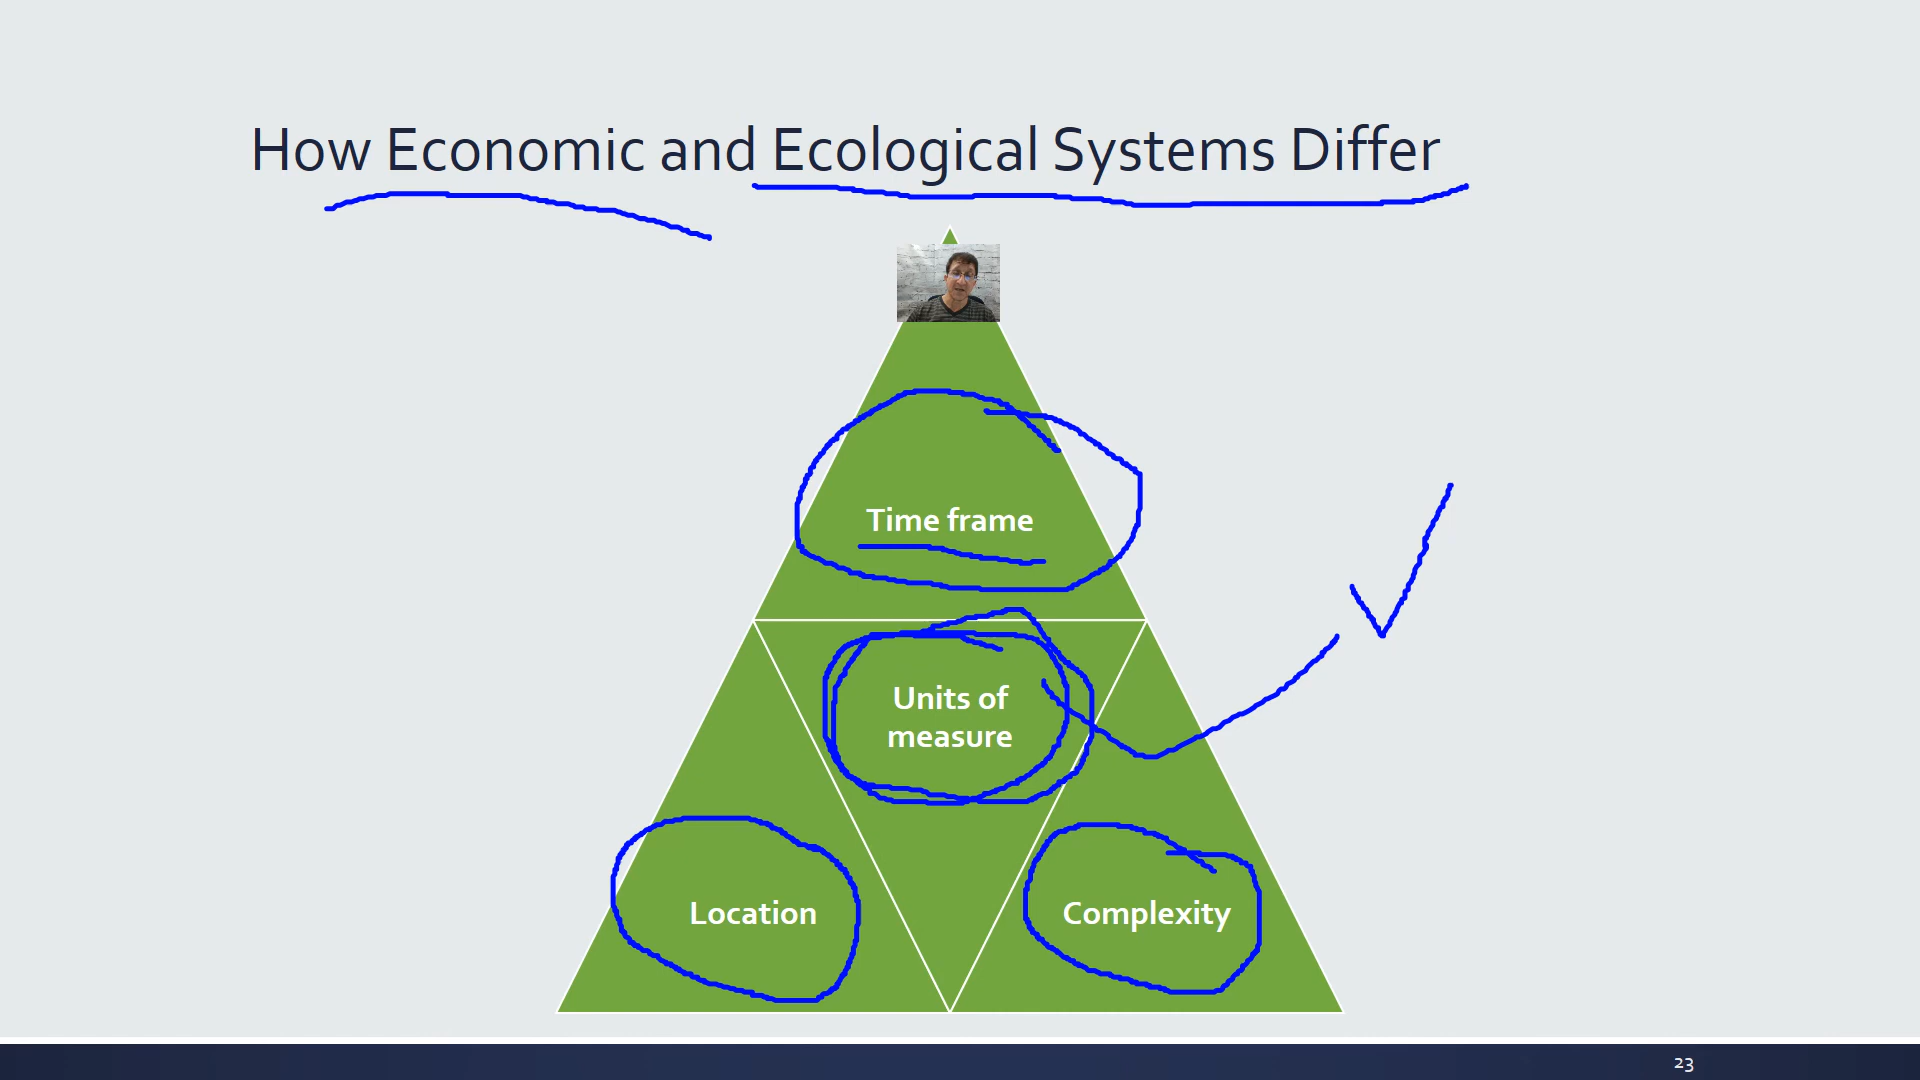 How Economic and Ecological Systems Differ
Time frame
Units of
measure
Location
Complexity
23